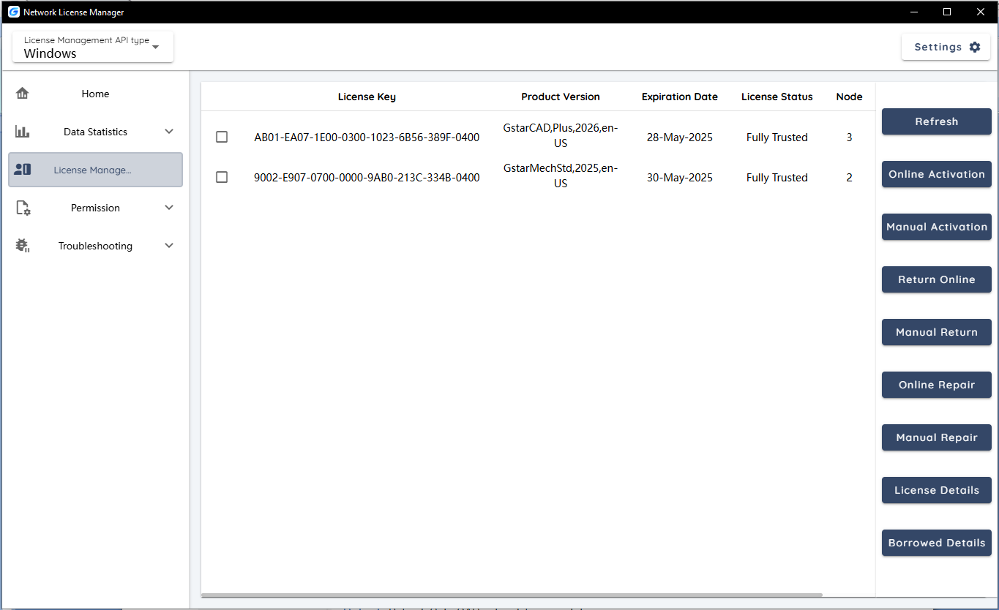 Network License Manager
License Management API type
Windows
Settings
Home
Data Statistics
License Manage...
Permission
Troubleshooting
License Key Product Version Expiration Date License Status Node
AB01-EA07-1E00-0300-1023-6B56-389F-0400 GstarCAD,Plus,2026,en-US 28-May-2025 Fully Trusted 3
9002-E907-0700-0000-9AB0-213C-334B-0400 GstarMechStd,2025,en-US 30-May-2025 Fully Trusted 2
Refresh
Online Activation
Manual Activation
Return Online
Manual Return
Online Repair
Manual Repair
License Details
Borrowed Details